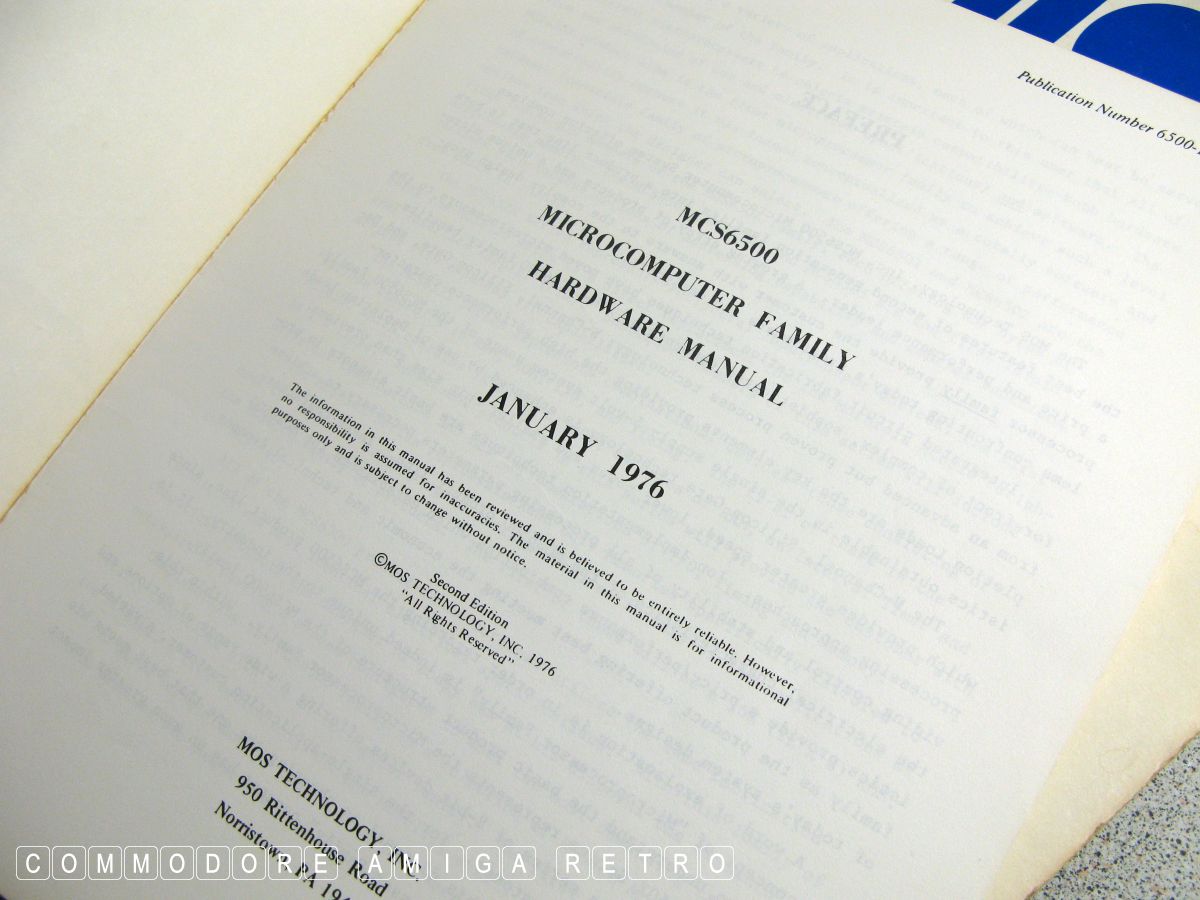 Publication Number 6500-
MCS6500
MICROCOMPUTER FAMILY
HARDWARE MANUAL
JANUARY 1976
The information in this manual has been reviewed and is believed to be entirely reliable. However,
no responsibility is assumed for inaccuracies. The material in this manual is for informational
purposes only and is subject to change without notice.
Second Edition
©MOS TECHNOLOGY, INC. 1976
"All Rights Reserved"
MOS TECHNOLOGY, INC.
950 Rittenhouse Road
Norristown, PA
COMMODORE AMIGA RETRO